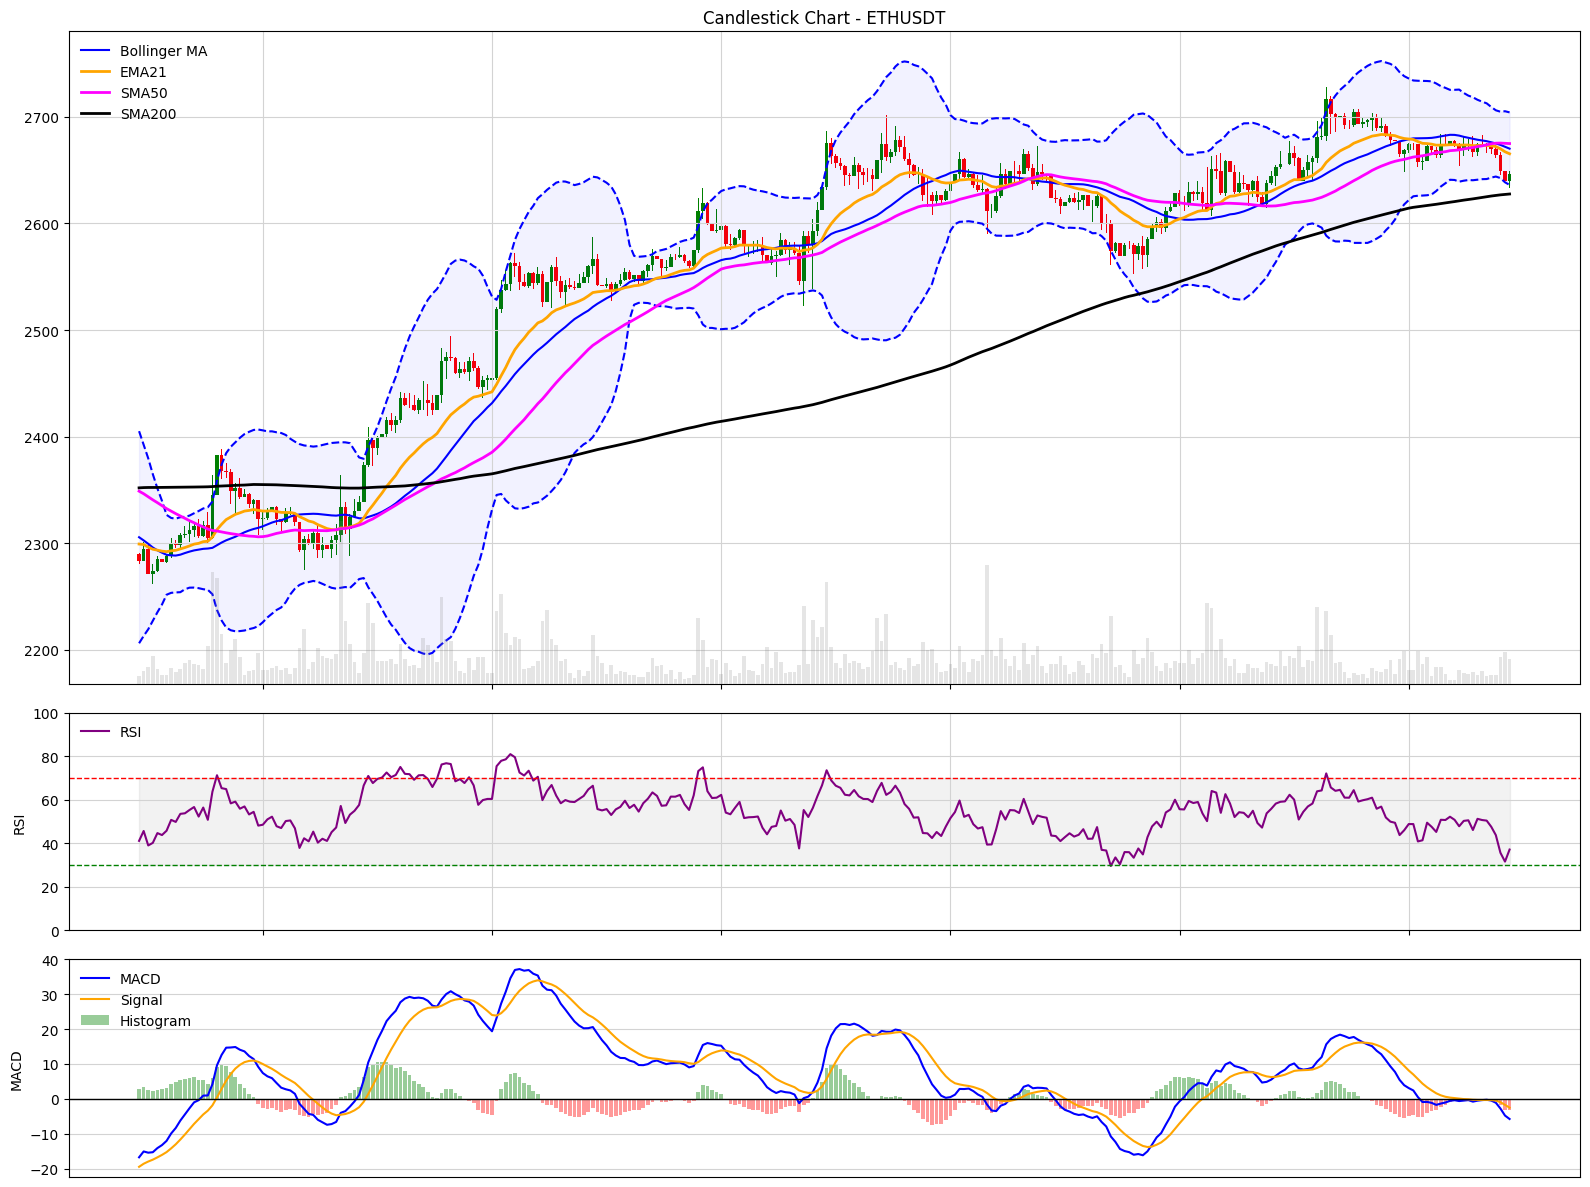 Candlestick Chart - ETHUSDT
Bollinger MA
EMA21
SMA50
SMA200
2700
2600
2500
2400
2300
2200
RSI
100
80
60
40
20
0
RSI
MACD
Signal
Histogram
40
30
20
10
0
−10
−20
MACD